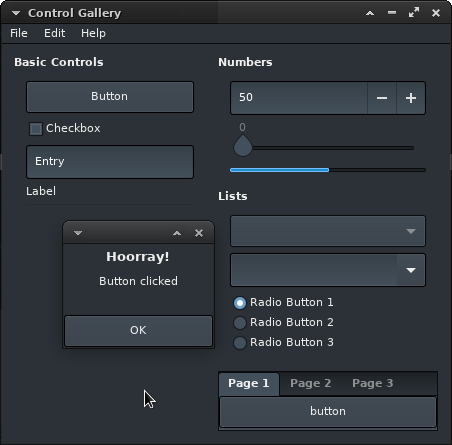 Control Gallery
File Edit Help
Basic Controls
Button
Checkbox
Entry
Label
Hoorray!
Button clicked
OK
Numbers
50
0
Lists
Radio Button 1
Radio Button 2
Radio Button 3
Page 1 Page 2 Page 3
button